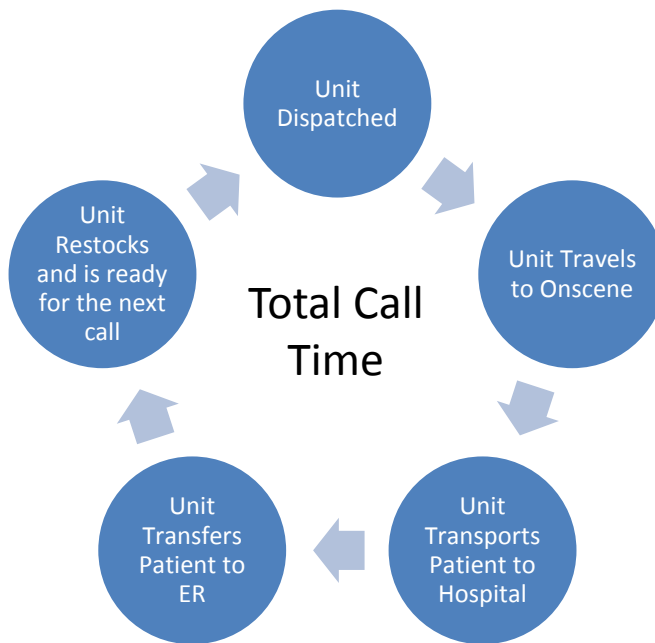 Unit
Dispatched
Unit Travels
to Onscene
Unit
Transports
Patient to
Hospital
Unit
Transfers
Patient to
ER
Unit
Restocks
and is ready
for the next
call
Total Call
Time